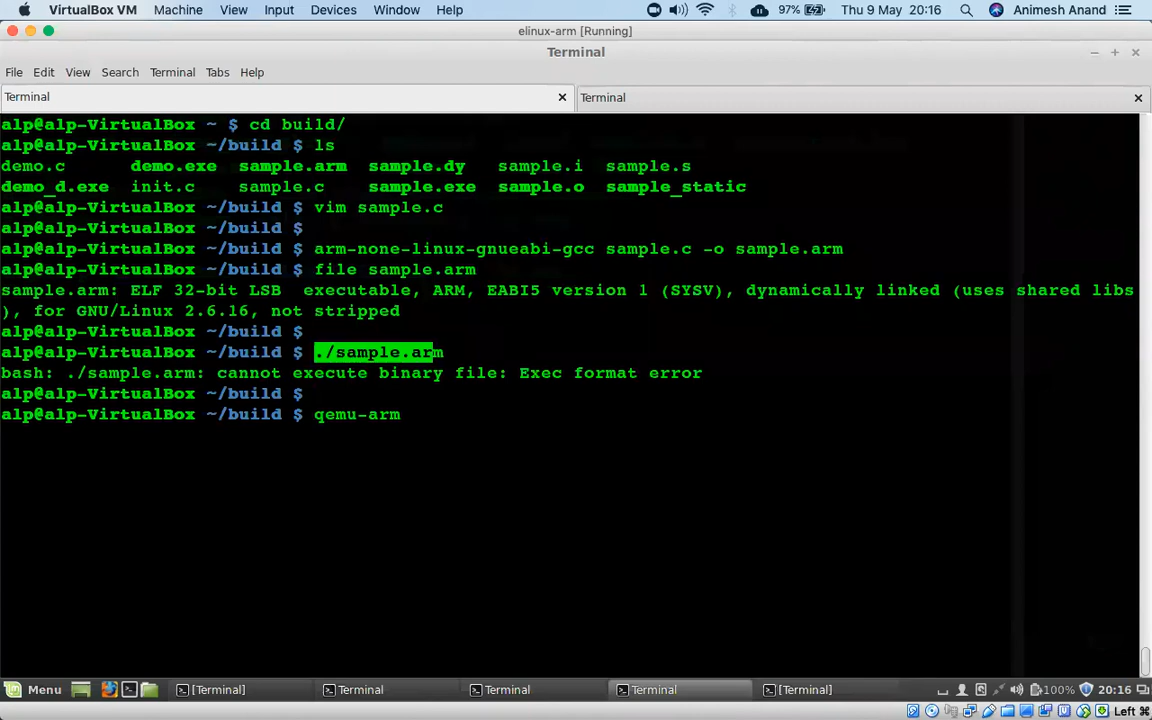 VirtualBox VM Machine View Input Devices Window Help 97% Thu 9 May 20:16 Animesh Anand
elinux-arm [Running]
Terminal
File Edit View Search Terminal Tabs Help
Terminal Terminal
alp@alp-VirtualBox ~ $ cd build/
alp@alp-VirtualBox ~/build $ ls
demo.c demo.exe sample.arm sample.dy sample.i sample.s
demo_d.exe init.c sample.c sample.exe sample.o sample_static
alp@alp-VirtualBox ~/build $ vim sample.c
alp@alp-VirtualBox ~/build $
alp@alp-VirtualBox ~/build $ arm-none-linux-gnueabi-gcc sample.c -o sample.arm
alp@alp-VirtualBox ~/build $ file sample.arm
sample.arm: ELF 32-bit LSB  executable, ARM, EABI5 version 1 (SYSV), dynamically linked (uses shared libs
), for GNU/Linux 2.6.16, not stripped
alp@alp-VirtualBox ~/build $
alp@alp-VirtualBox ~/build $ ./sample.arm
bash: ./sample.arm: cannot execute binary file: Exec format error
alp@alp-VirtualBox ~/build $
alp@alp-VirtualBox ~/build $ qemu-arm
Menu [Terminal] Terminal Terminal Terminal [Terminal] 100% 20:16
Left ⌘